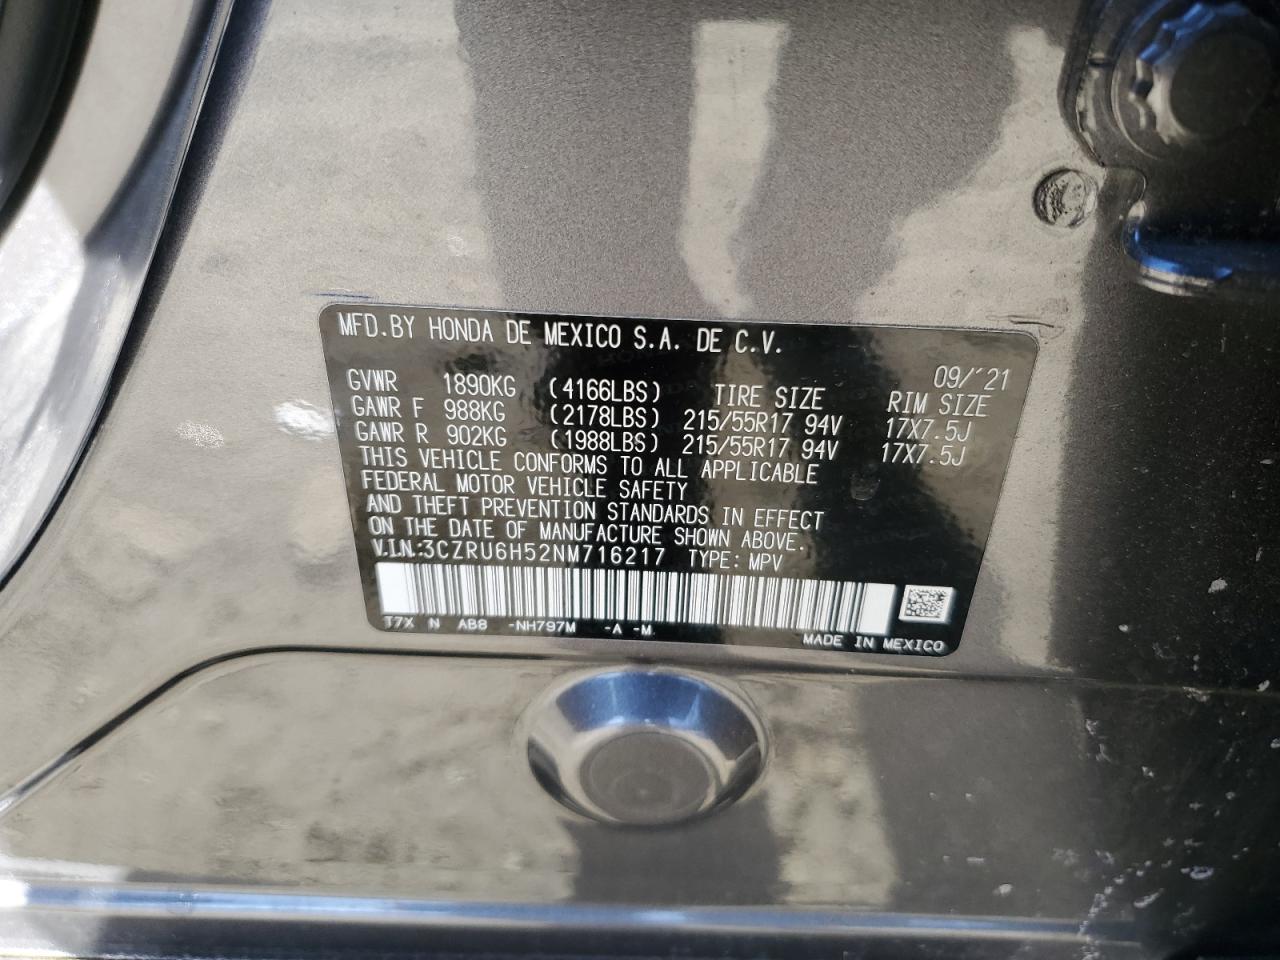 MFD.BY HONDA DE MEXICO S.A. DE C.V.
09/'21
GVWR 1890KG (4166LBS) TIRE SIZE RIM SIZE
GAWR F 988KG (2178LBS) 215/55R17 94V 17X7.5J
GAWR R 902KG (1988LBS) 215/55R17 94V 17X7.5J
THIS VEHICLE CONFORMS TO ALL APPLICABLE
FEDERAL MOTOR VEHICLE SAFETY
AND THEFT PREVENTION STANDARDS IN EFFECT
ON THE DATE OF MANUFACTURE SHOWN ABOVE.
V.I.N.:3CZRU6H52NM716217 TYPE: MPV
T7X N AB8 -NH797M -A -M
MADE IN MEXICO